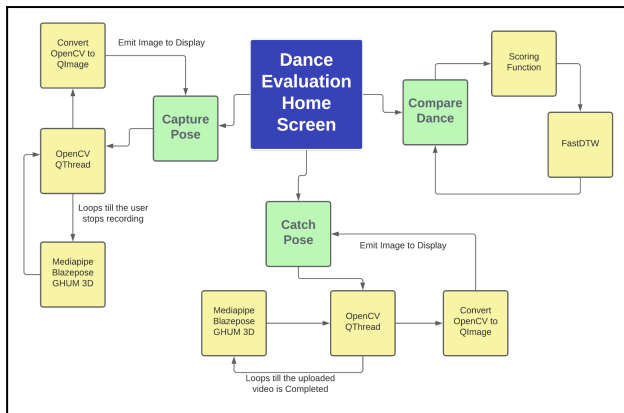 Convert
OpenCV to
QImage
Emit Image to Display
Dance
Evaluation
Home
Screen
Scoring
Function
Capture
Pose
Compare
Dance
OpenCV
QThread
FastDTW
Loops till the user
stops recording
Catch
Pose
Emit Image to Display
Mediapipe
Blazepose
GHUM 3D
Mediapipe
Blazepose
GHUM 3D
OpenCV
QThread
Convert
OpenCV to
QImage
Loops till the uploaded
video is Completed